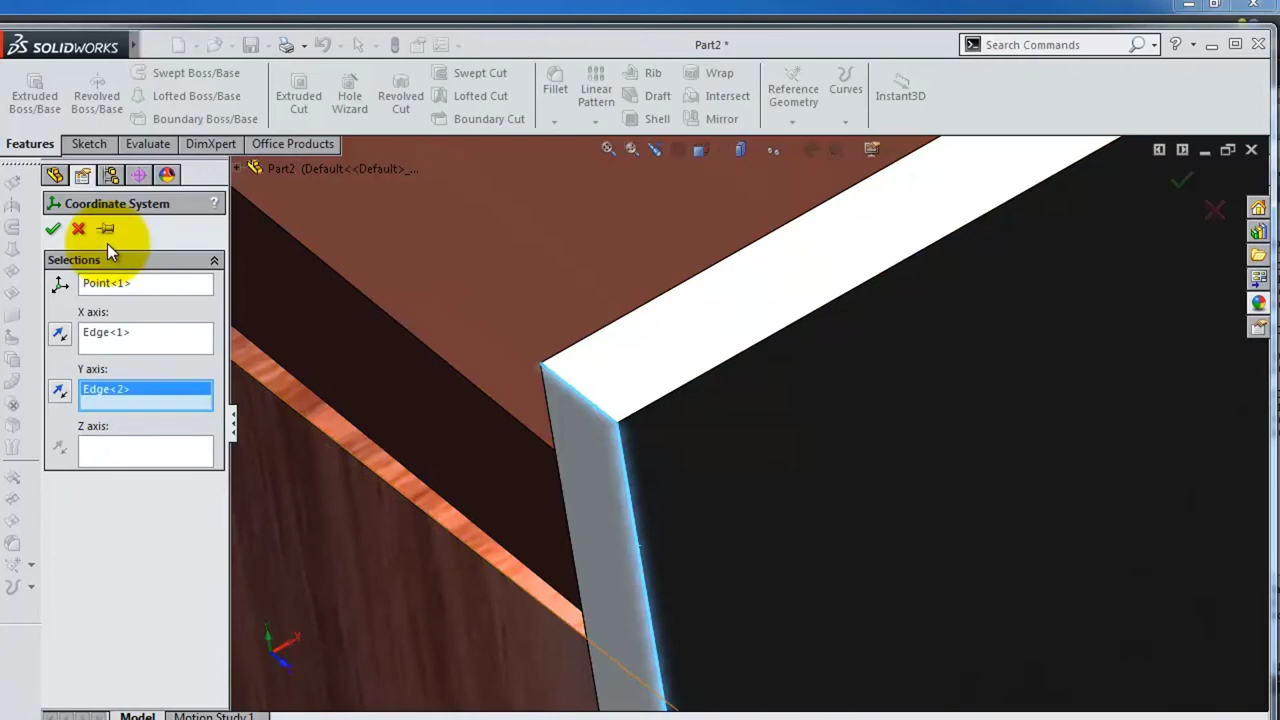 SOLIDWORKS
Part2 *
Search Commands
Extruded Boss/Base
Revolved Boss/Base
Swept Boss/Base
Lofted Boss/Base
Boundary Boss/Base
Extruded Cut
Hole Wizard
Revolved Cut
Swept Cut
Lofted Cut
Boundary Cut
Fillet
Linear Pattern
Rib
Draft
Shell
Wrap
Intersect
Mirror
Reference Geometry
Curves
Instant3D
Features
Sketch
Evaluate
DimXpert
Office Products
Part2 (Default<<Default>_...
Coordinate System
?
Selections
Point<1>
X axis:
Edge<1>
Y axis:
Edge<2>
Z axis:
Model
Motion Study 1